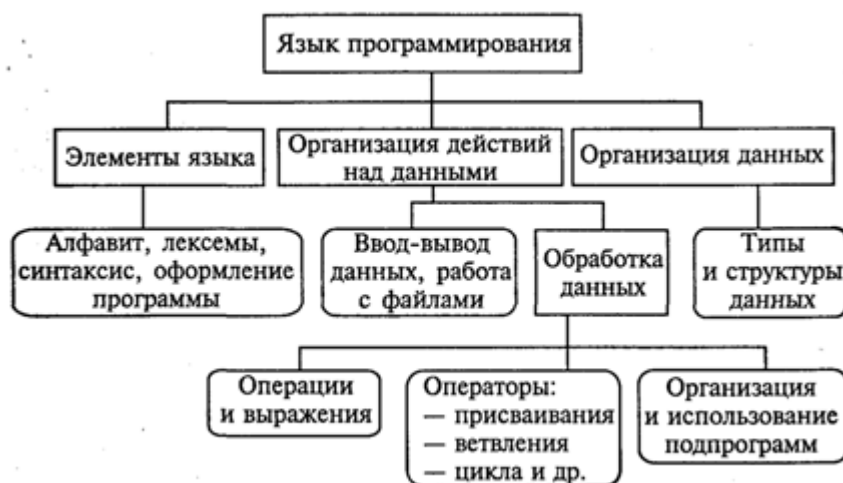 Язык программирования
Элементы языка
Организация действий
над данными
Организация данных
Алфавит, лексемы,
синтаксис, оформление
программы
Ввод-вывод
данных, работа
с файлами
Обработка
данных
Типы
и структуры
данных
Операции
и выражения
Операторы:
— присваивания
— ветвления
— цикла и др.
Организация
и использование
подпрограмм